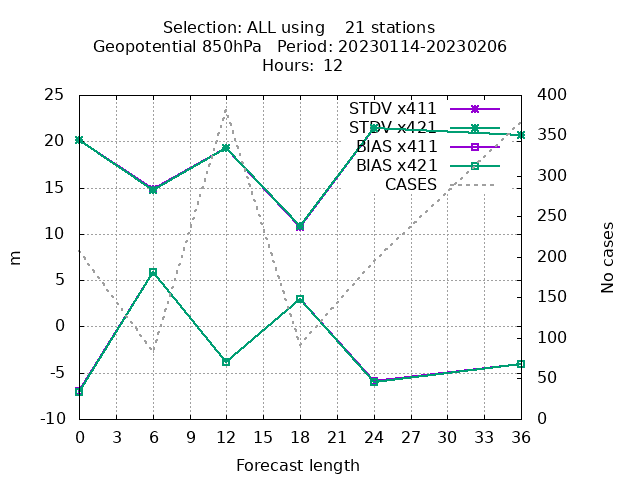 Selection: ALL using    21 stations
Geopotential 850hPa   Period: 20230114-20230206
Hours:  12
25
20
15
10
5
0
-5
-10
m
400
350
300
250
200
150
100
50
0
No cases
STDV x411
STDV x421
BIAS x411
BIAS x421
CASES
0 3 6 9 12 15 18 21 24 27 30 33 36
Forecast length